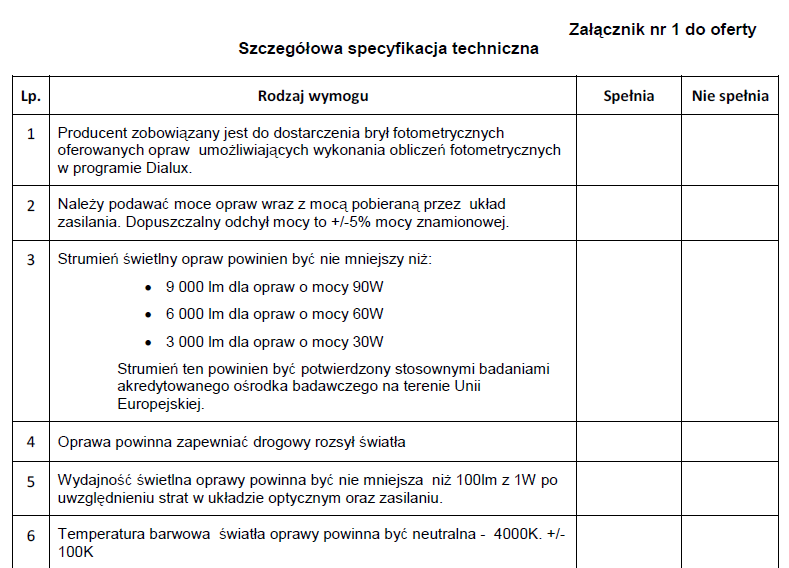 Załącznik nr 1 do oferty
Szczegółowa specyfikacja techniczna
Lp. Rodzaj wymogu Spełnia Nie spełnia
1 Producent zobowiązany jest do dostarczenia brył fotometrycznych
oferowanych opraw umożliwiających wykonania obliczeń fotometrycznych
w programie Dialux.
2 Należy podawać moce opraw wraz z mocą pobieraną przez układ
zasilania. Dopuszczalny odchył mocy to +/-5% mocy znamionowej.
3 Strumień świetlny opraw powinien być nie mniejszy niż:
• 9 000 lm dla opraw o mocy 90W
• 6 000 lm dla opraw o mocy 60W
• 3 000 lm dla opraw o mocy 30W
Strumień ten powinien być potwierdzony stosownymi badaniami
akredytowanego ośrodka badawczego na terenie Unii
Europejskiej.
4 Oprawa powinna zapewniać drogowy rozsył światła
5 Wydajność świetlna oprawy powinna być nie mniejsza niż 100lm z 1W po
uwzględnieniu strat w układzie optycznym oraz zasilaniu.
6 Temperatura barwowa światła oprawy powinna być neutralna - 4000K. +/-
100K